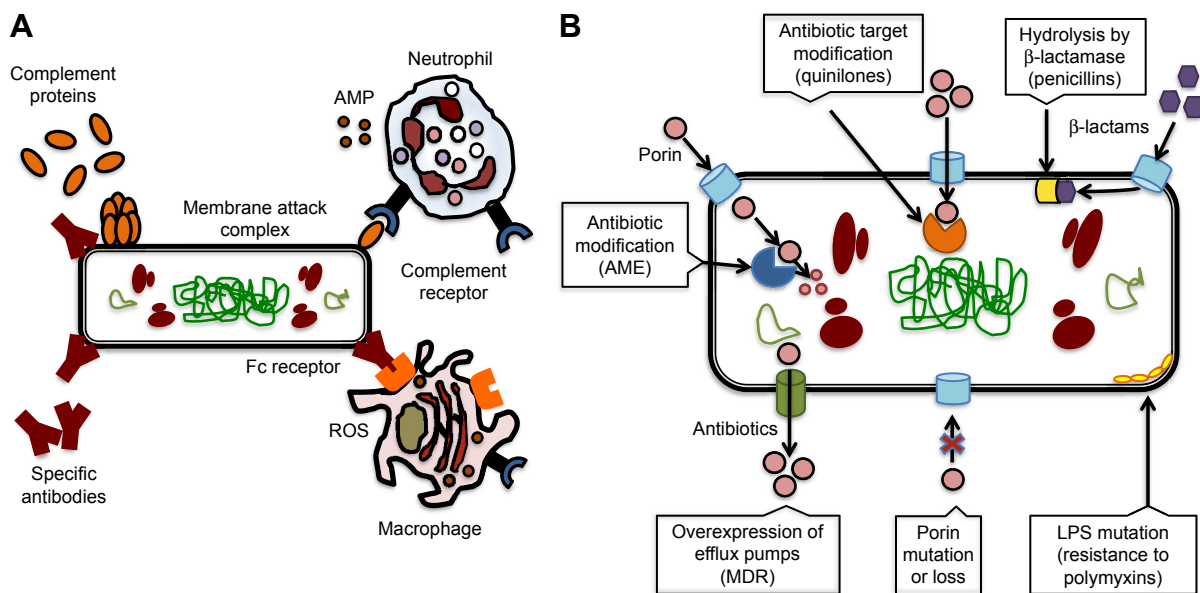 A
Complement
proteins
AMP
Neutrophil
Membrane attack
complex
Complement
receptor
Fc receptor
ROS
Specific
antibodies
Macrophage
B
Antibiotic target
modification
(quinilones)
Hydrolysis by
β-lactamase
(penicillins)
β-lactams
Porin
Antibiotic
modification
(AME)
Antibiotics
Overexpression of
efflux pumps
(MDR)
Porin
mutation
or loss
LPS mutation
(resistance to
polymyxins)